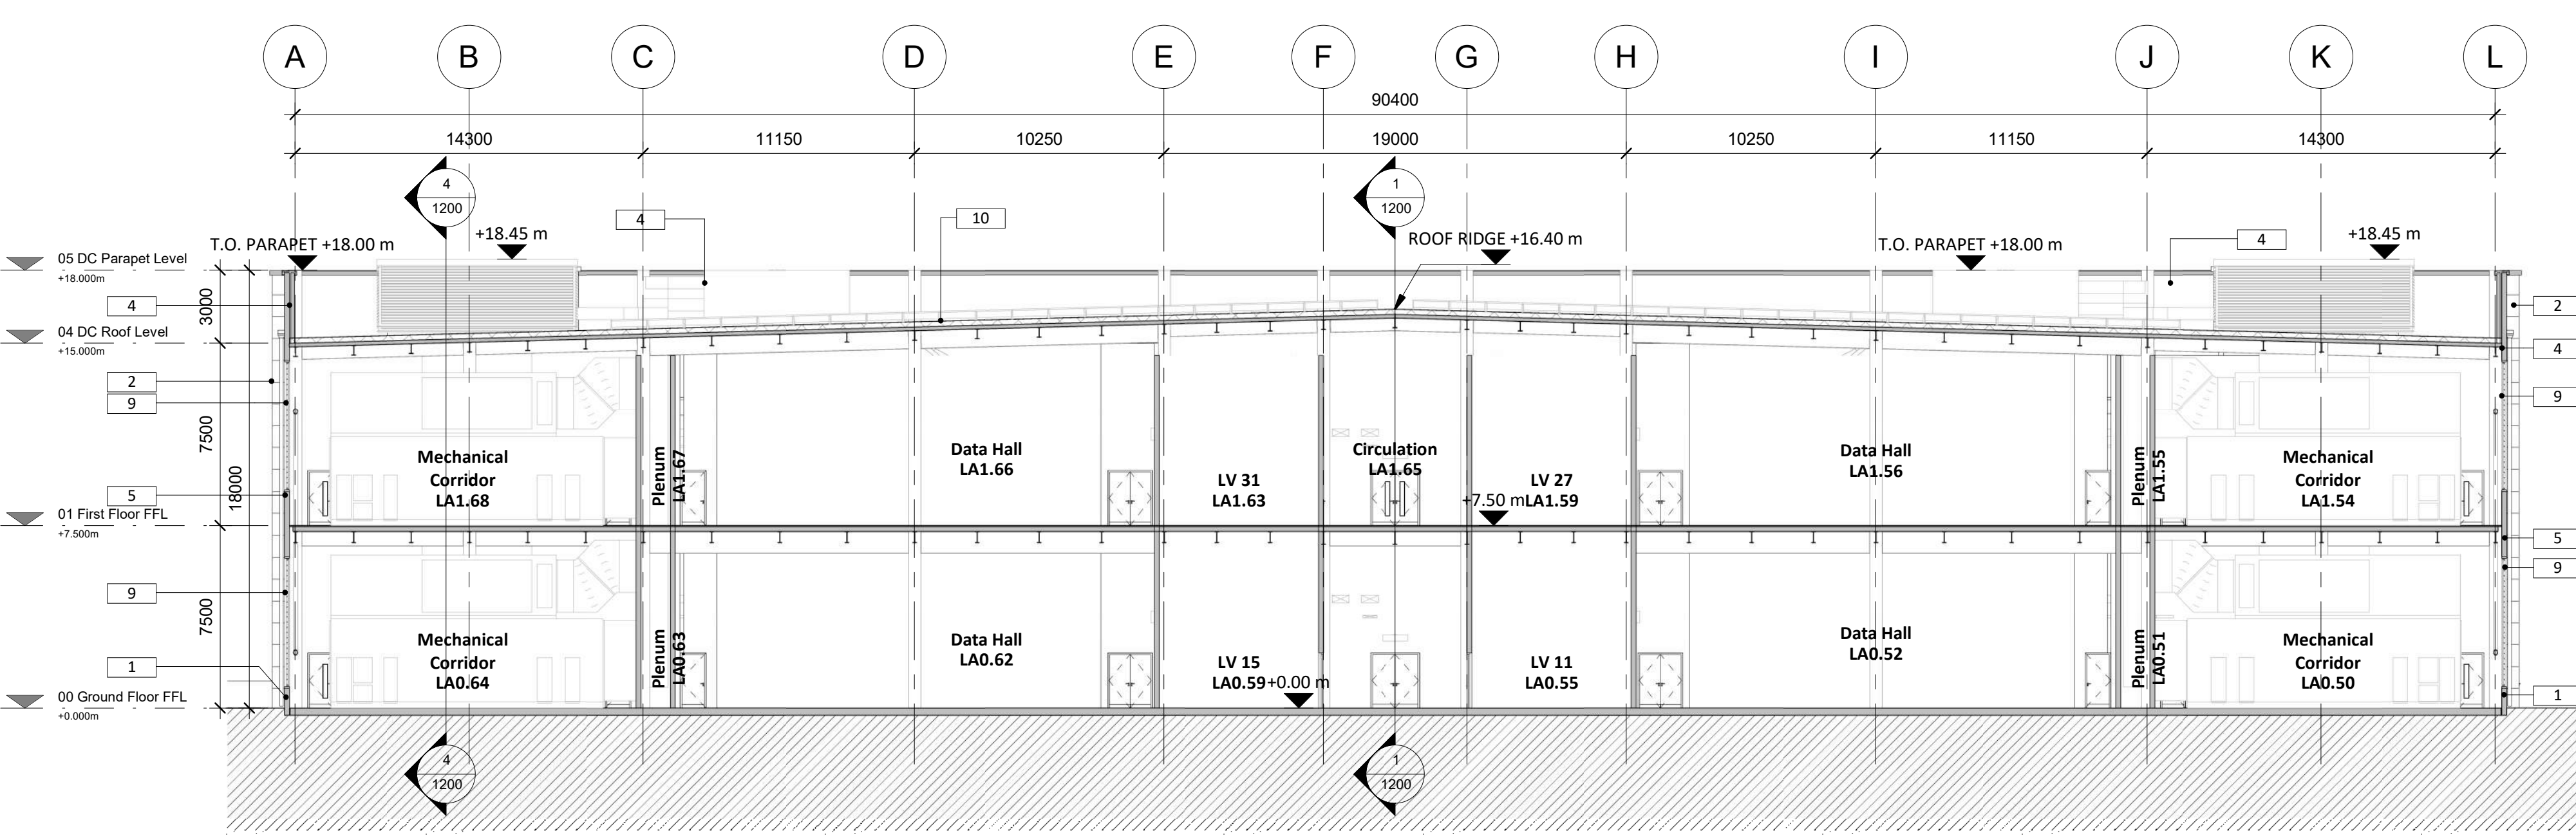 A B C D E F G H I J K L
90400
14300 11150 10250 19000 10250 11150 14300
4
1200
1
1200
4
10
4
T.O. PARAPET +18.00 m
+18.45 m
ROOF RIDGE +16.40 m
T.O. PARAPET +18.00 m
+18.45 m
05 DC Parapet Level
+18.000m
4
3000
2
04 DC Roof Level
+15.000m
4
2
9
7500
9
Mechanical
Corridor
LA1.68
Plenum
LA1.67
Data Hall
LA1.66
LV 31
LA1.63
Circulation
LA1.65
LV 27
LA1.59
Data Hall
LA1.56
Plenum
LA1.55
Mechanical
Corridor
LA1.54
5
18000
01 First Floor FFL
+7.500m
+7.50 m
5
9
9
7500
Mechanical
Corridor
LA0.64
Plenum
LA0.63
Data Hall
LA0.62
LV 15
LA0.59
+0.00 m
LV 11
LA0.55
Data Hall
LA0.52
Plenum
LA0.51
Mechanical
Corridor
LA0.50
1
1
00 Ground Floor FFL
+0.000m
4
1200
1
1200